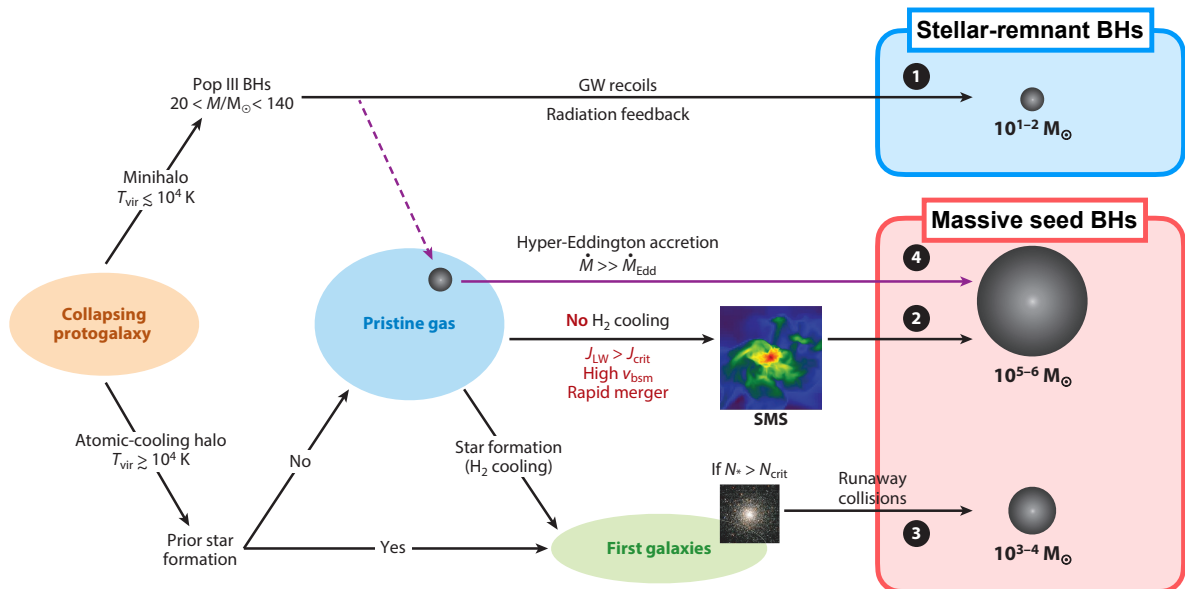 Stellar-remnant BHs
Pop III BHs
20 < M/M☉ < 140
GW recoils
Radiation feedback
1
10¹⁻² M☉
Minihalo
T_vir ≲ 10⁴ K
Massive seed BHs
Hyper-Eddington accretion
Ṁ >> Ṁ_Edd
4
Collapsing
protogalaxy
Pristine gas
No H₂ cooling
J_LW > J_crit
High v_bsm
Rapid merger
SMS
2
10⁵⁻⁶ M☉
Atomic-cooling halo
T_vir ≳ 10⁴ K
No
Star formation
(H₂ cooling)
If N* > N_crit
Runaway
collisions
3
10³⁻⁴ M☉
Prior star
formation
Yes
First galaxies